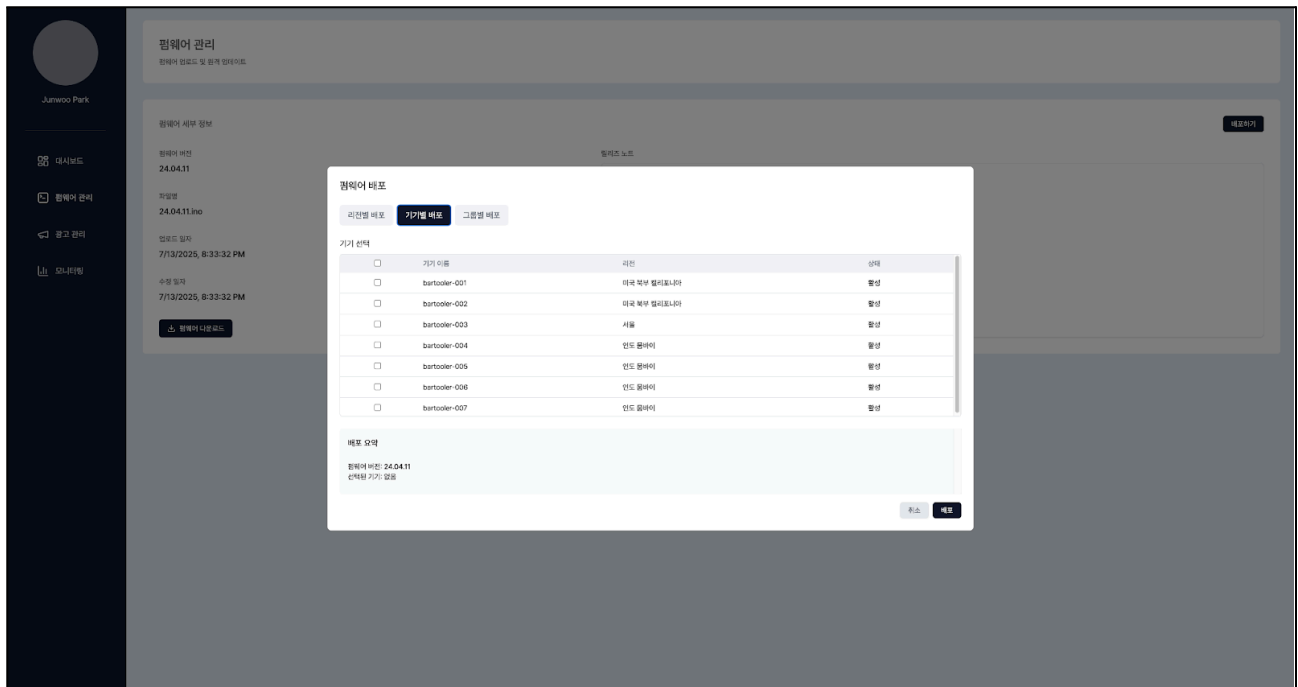 Junwoo Park
대시보드
펌웨어 관리
광고 관리
모니터링
펌웨어 관리
펌웨어 업로드 및 원격 업데이트
펌웨어 세부 정보
배포하기
펌웨어 버전
24.04.11
파일명
24.04.11.ino
업로드 일자
7/13/2025, 8:33:32 PM
수정 일자
7/13/2025, 8:33:32 PM
펌웨어 다운로드
릴리즈 노트
펌웨어 배포
리전별 배포 기기별 배포 그룹별 배포
기기 선택
기기 이름 리전 상태
bartooler-001 미국 북부 캘리포니아 활성
bartooler-002 미국 북부 캘리포니아 활성
bartooler-003 서울 활성
bartooler-004 인도 뭄바이 활성
bartooler-005 인도 뭄바이 활성
bartooler-006 인도 뭄바이 활성
bartooler-007 인도 뭄바이 활성
배포 요약
펌웨어 버전: 24.04.11
선택된 기기: 없음
취소 배포